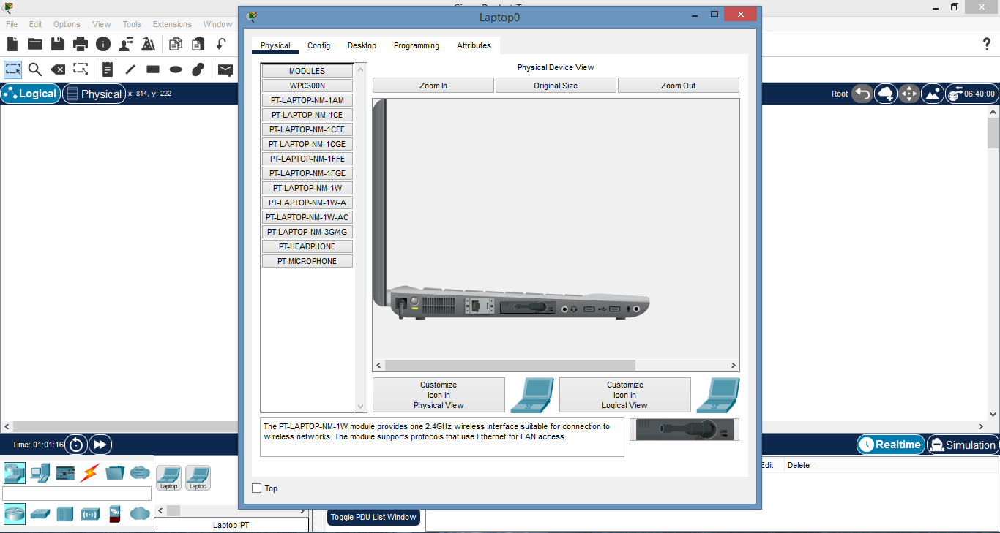 Laptop0
File Edit Options View Tools Extensions Window
Physical Config Desktop Programming Attributes
?
Logical Physical x: 814, y: 222
Root 06:40:00
MODULES
WPC300N
PT-LAPTOP-NM-1AM
PT-LAPTOP-NM-1CE
PT-LAPTOP-NM-1CFE
PT-LAPTOP-NM-1CGE
PT-LAPTOP-NM-1FFE
PT-LAPTOP-NM-1FGE
PT-LAPTOP-NM-1W
PT-LAPTOP-NM-1W-A
PT-LAPTOP-NM-1W-AC
PT-LAPTOP-NM-3G/4G
PT-HEADPHONE
PT-MICROPHONE
Physical Device View
Zoom In Original Size Zoom Out
Customize
Icon in
Physical View
Customize
Icon in
Logical View
The PT-LAPTOP-NM-1W module provides one 2.4GHz wireless interface suitable for connection to
wireless networks. The module supports protocols that use Ethernet for LAN access.
LINK
Top
Time: 01:01:16
Realtime Simulation
Laptop Laptop
Laptop-PT
Toggle PDU List Window
Edit Delete